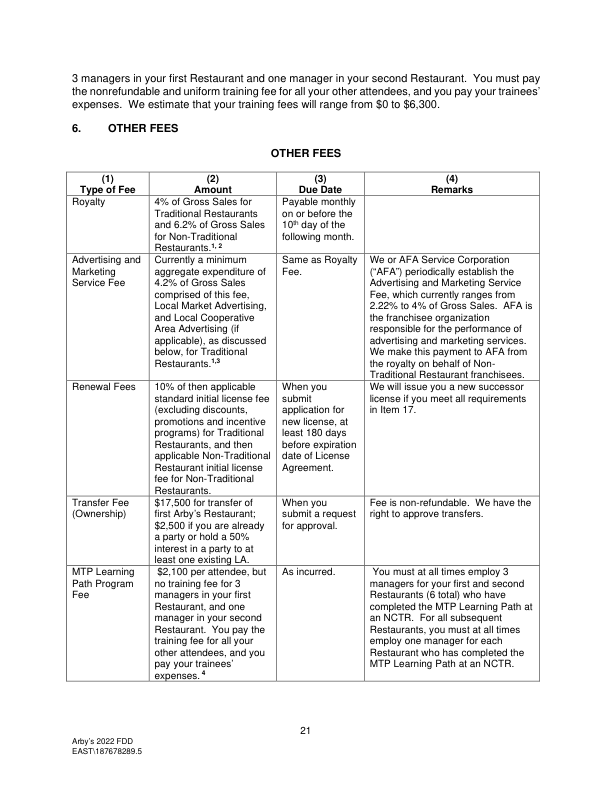 3 managers in your first Restaurant and one manager in your second Restaurant.  You must pay
the nonrefundable and uniform training fee for all your other attendees, and you pay your trainees'
expenses.  We estimate that your training fees will range from $0 to $6,300.
6. OTHER FEES
OTHER FEES
(1)
Type of Fee
(2)
Amount
(3)
Due Date
(4)
Remarks
Royalty
4% of Gross Sales for
Traditional Restaurants
and 6.2% of Gross Sales
for Non-Traditional
Restaurants.1, 2
Payable monthly
on or before the
10th day of the
following month.
Advertising and
Marketing
Service Fee
Currently a minimum
aggregate expenditure of
4.2% of Gross Sales
comprised of this fee,
Local Market Advertising,
and Local Cooperative
Area Advertising (if
applicable), as discussed
below, for Traditional
Restaurants.1,3
Same as Royalty
Fee.
We or AFA Service Corporation
("AFA") periodically establish the
Advertising and Marketing Service
Fee, which currently ranges from
2.22% to 4% of Gross Sales.  AFA is
the franchisee organization
responsible for the performance of
advertising and marketing services.
We make this payment to AFA from
the royalty on behalf of Non-
Traditional Restaurant franchisees.
Renewal Fees
10% of then applicable
standard initial license fee
(excluding discounts,
promotions and incentive
programs) for Traditional
Restaurants, and then
applicable Non-Traditional
Restaurant initial license
fee for Non-Traditional
Restaurants.
When you
submit
application for
new license, at
least 180 days
before expiration
date of License
Agreement.
We will issue you a new successor
license if you meet all requirements
in Item 17.
Transfer Fee
(Ownership)
$17,500 for transfer of
first Arby's Restaurant;
$2,500 if you are already
a party or hold a 50%
interest in a party to at
least one existing LA.
When you
submit a request
for approval.
Fee is non-refundable.  We have the
right to approve transfers.
MTP Learning
Path Program
Fee
$2,100 per attendee, but
no training fee for 3
managers in your first
Restaurant, and one
manager in your second
Restaurant.  You pay the
training fee for all your
other attendees, and you
pay your trainees'
expenses. 4
As incurred.
You must at all times employ 3
managers for your first and second
Restaurants (6 total) who have
completed the MTP Learning Path at
an NCTR.  For all subsequent
Restaurants, you must at all times
employ one manager for each
Restaurant who has completed the
MTP Learning Path at an NCTR.
21
Arby's 2022 FDD
EAST\187678289.5